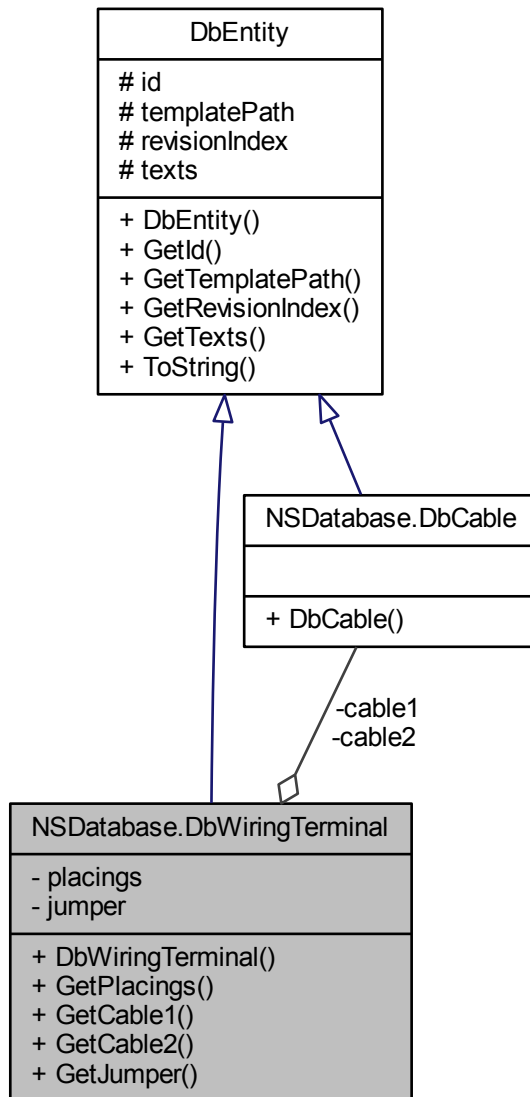 DbEntity
# id
# templatePath
# revisionIndex
# texts
+ DbEntity()
+ GetId()
+ GetTemplatePath()
+ GetRevisionIndex()
+ GetTexts()
+ ToString()
NSDatabase.DbCable
+ DbCable()
-cable1
-cable2
NSDatabase.DbWiringTerminal
- placings
- jumper
+ DbWiringTerminal()
+ GetPlacings()
+ GetCable1()
+ GetCable2()
+ GetJumper()